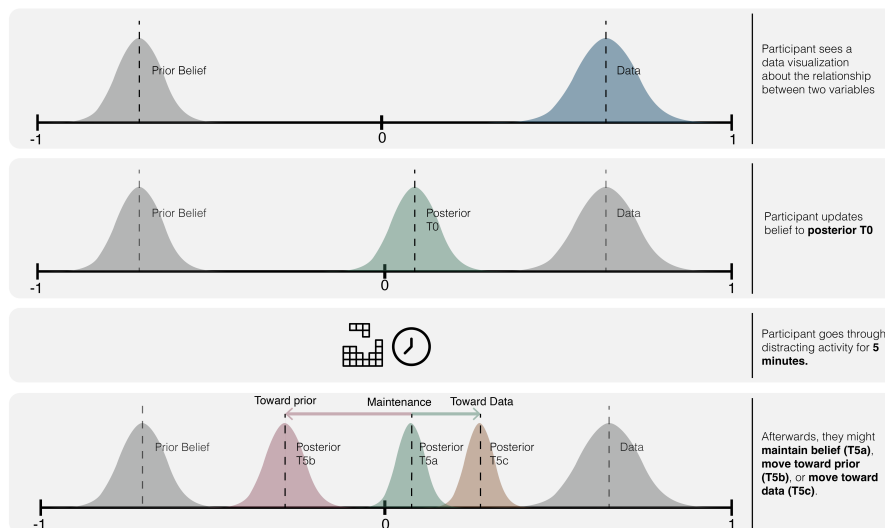 Prior Belief
Data
-1
0
1
Participant sees a
data visualization
about the relationship
between two variables
Prior Belief
Posterior
T0
Data
-1
0
1
Participant updates
belief to posterior T0
Participant goes through
distracting activity for 5
minutes.
Toward prior
Maintenance
Toward Data
Prior Belief
Posterior
T5b
Posterior
T5a
Posterior
T5c
Data
-1
0
1
Afterwards, they might
maintain belief (T5a),
move toward prior
(T5b), or move toward
data (T5c).